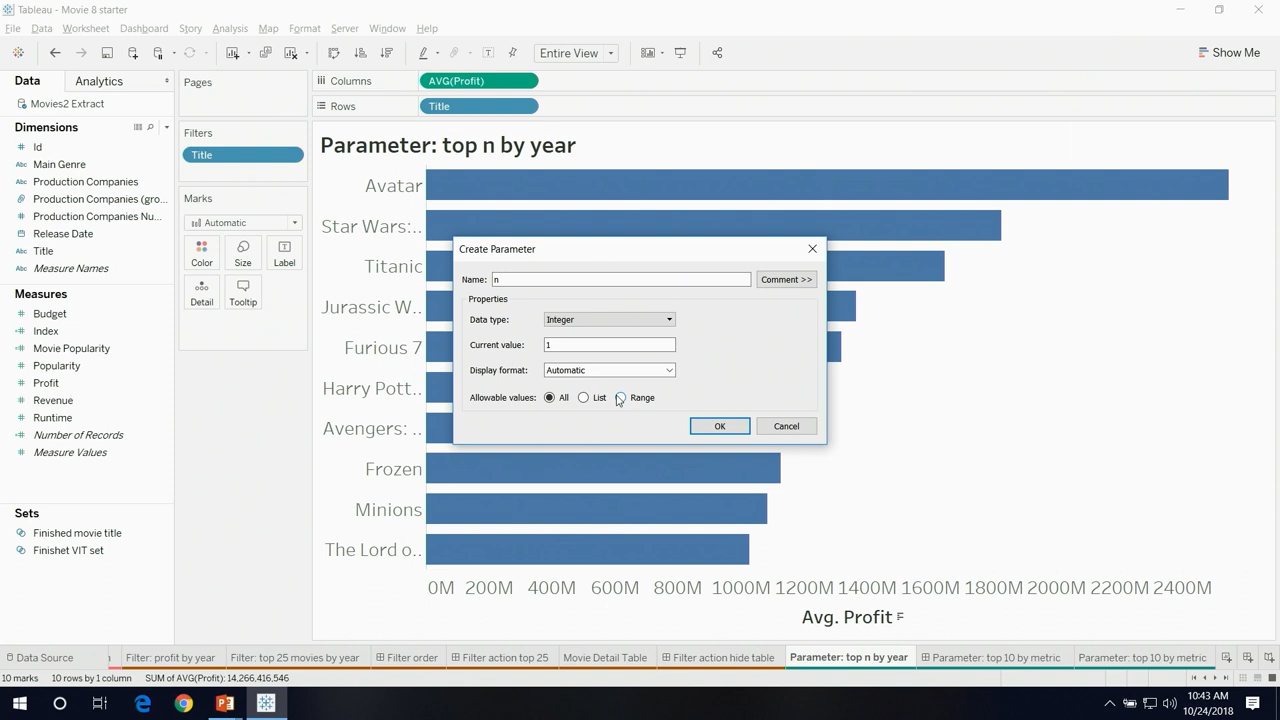 Tableau - Movie 8 starter
File Data Worksheet Dashboard Story Analysis Map Format Server Window Help
Entire View
Show Me
Data Analytics
Movies2 Extract
Dimensions
Id
Main Genre
Production Companies
Production Companies (gro...
Production Companies Nu...
Release Date
Title
Measure Names
Measures
Budget
Index
Movie Popularity
Popularity
Profit
Revenue
Runtime
Number of Records
Measure Values
Sets
Finished movie title
Finishet VIT set
Pages
Filters
Title
Marks
Automatic
Color Size Label
Detail Tooltip
Columns AVG(Profit)
Rows Title
Parameter: top n by year
Avatar
Star Wars:..
Titanic
Jurassic W..
Furious 7
Harry Pott..
Avengers: ..
Frozen
Minions
The Lord o..
0M 200M 400M 600M 800M 1000M 1200M 1400M 1600M 1800M 2000M 2200M 2400M
Avg. Profit
Create Parameter
Name: n Comment >>
Properties
Data type: Integer
Current value: 1
Display format: Automatic
Allowable values: All List Range
OK Cancel
Data Source Filter: profit by year Filter: top 25 movies by year Filter order Filter action top 25 Movie Detail Table Filter action hide table Parameter: top n by year Parameter: top 10 by metric Parameter: top 10 by metric
10 marks 10 rows by 1 column SUM of AVG(Profit): 14,266,416,546
10:43 AM
10/24/2018